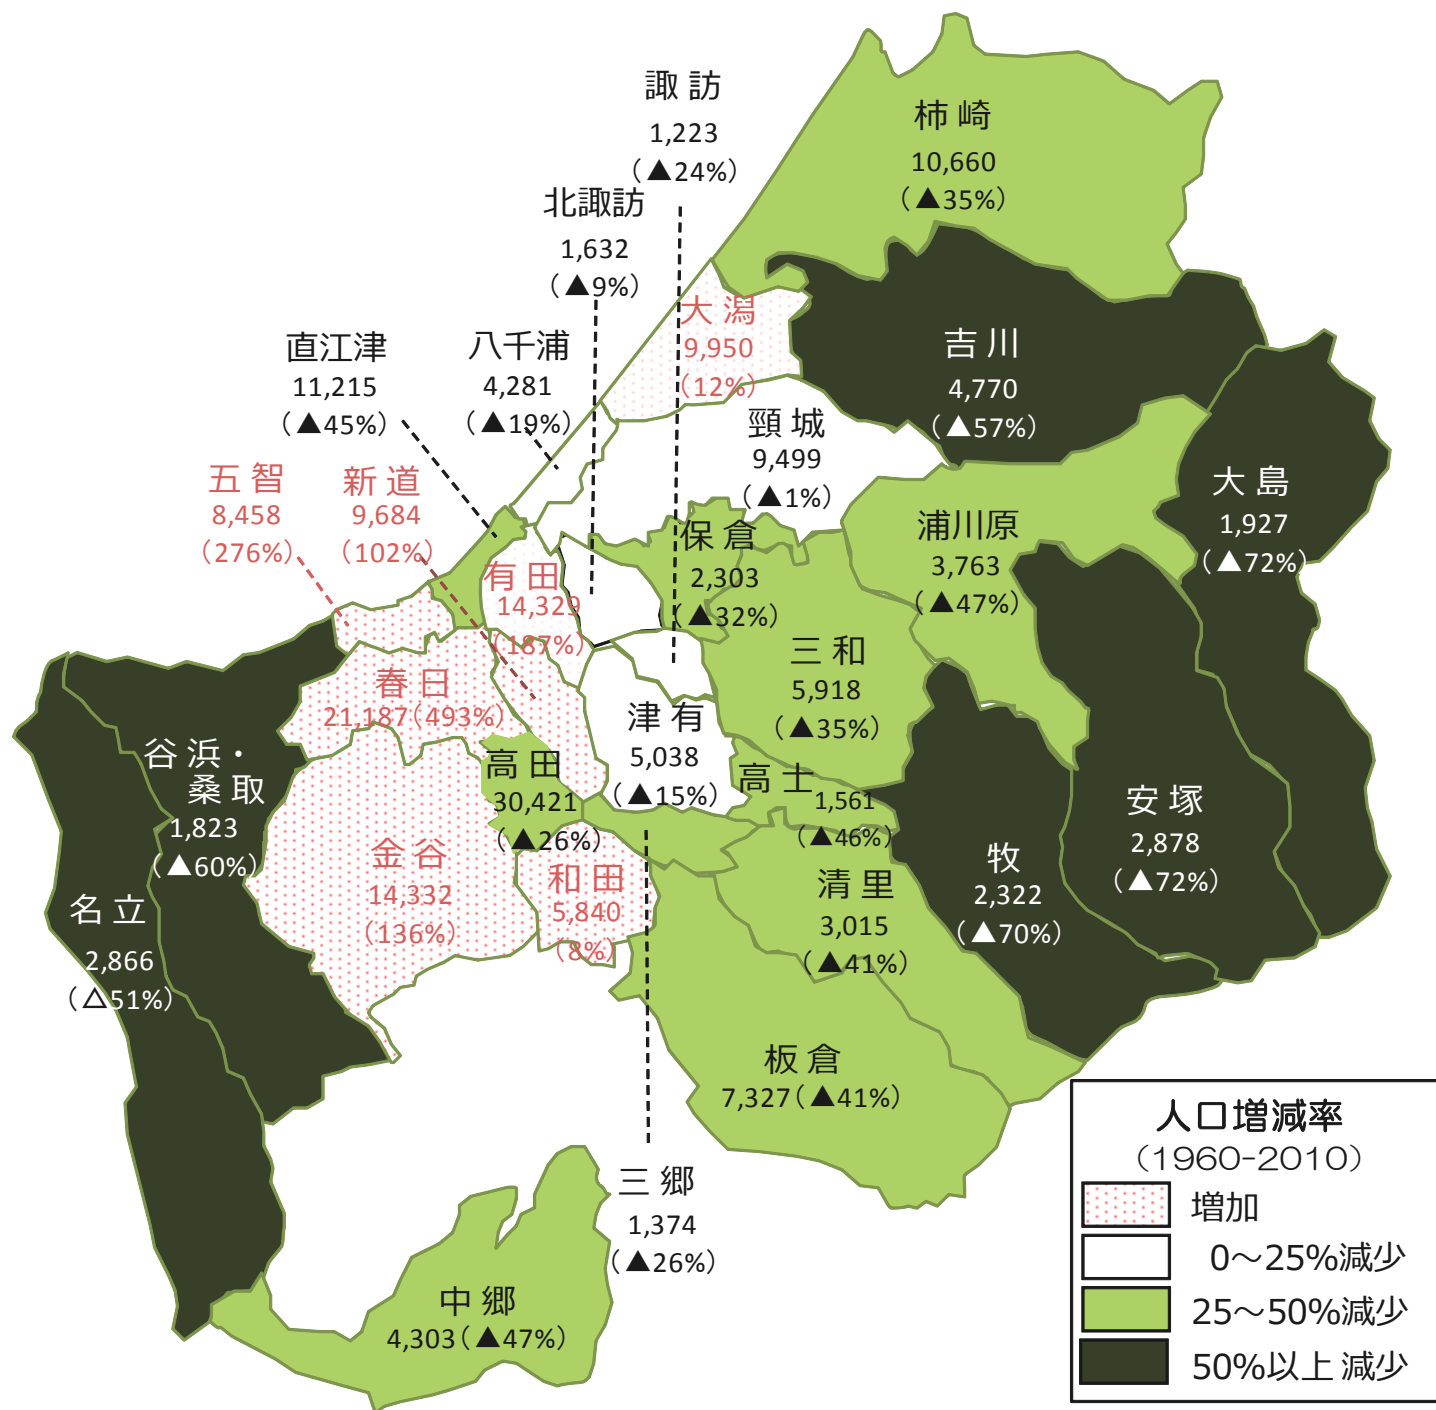 諏訪
1,223
(▲24%)
柿崎
10,660
(▲35%)
北諏訪
1,632
(▲9%)
大潟
9,950
(12%)
直江津
11,215
(▲45%)
八千浦
4,281
(▲19%)
吉川
4,770
(▲57%)
頸城
9,499
(▲1%)
五智
8,458
(276%)
新道
9,684
(102%)
大島
1,927
(▲72%)
浦川原
3,763
(▲47%)
保倉
2,303
(▲32%)
有田
14,329
(187%)
三和
5,918
(▲35%)
春日
21,187(493%)
津有
5,038
(▲15%)
谷浜・
桑取
1,823
(▲60%)
高田
30,421
(▲26%)
高士
1,561
(▲46%)
安塚
2,878
(▲72%)
金谷
14,332
(136%)
和田
5,840
(8%)
清里
3,015
(▲41%)
牧
2,322
(▲70%)
名立
2,866
(△51%)
板倉
7,327(▲41%)
三郷
1,374
(▲26%)
中郷
4,303(▲47%)
人口増減率
(1960-2010)
増加
0～25%減少
25～50%減少
50%以上減少